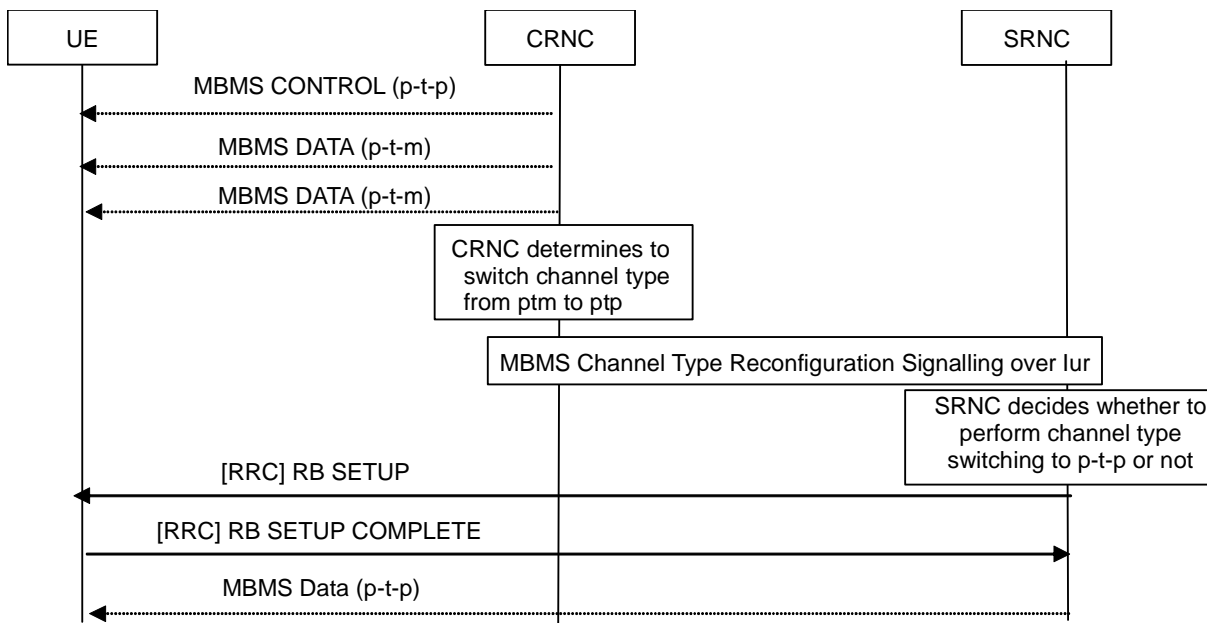 UE
CRNC
SRNC
MBMS CONTROL (p-t-p)
MBMS DATA (p-t-m)
MBMS DATA (p-t-m)
CRNC determines to
switch channel type
from ptm to ptp
MBMS Channel Type Reconfiguration Signalling over Iur
SRNC decides whether to
perform channel type
switching to p-t-p or not
[RRC] RB SETUP
[RRC] RB SETUP COMPLETE
MBMS Data (p-t-p)